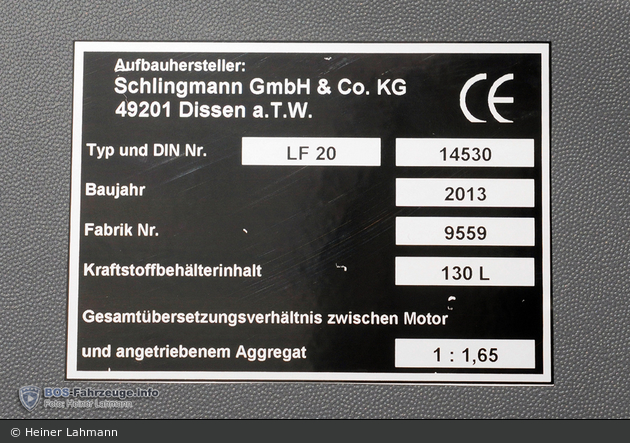 Aufbauhersteller:
Schlingmann GmbH & Co. KG
49201 Dissen a.T.W.
CE
Typ und DIN Nr. LF 20 14530
Baujahr 2013
Fabrik Nr. 9559
Kraftstoffbehälterinhalt 130 L
Gesamtübersetzungsverhältnis zwischen Motor
und angetriebenem Aggregat 1 : 1,65
BOS-Fahrzeuge.Info
Foto: Heiner Lahmann
© Heiner Lahmann